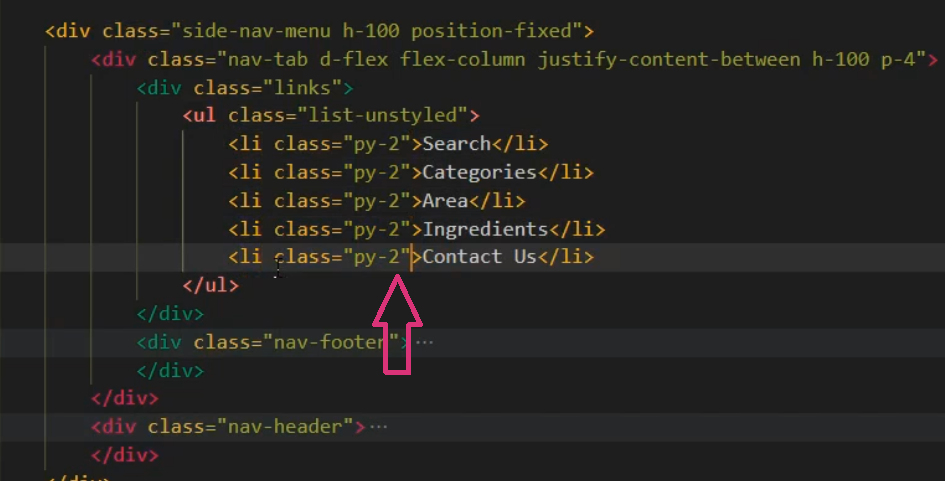 <div class="side-nav-menu h-100 position-fixed">
<div class="nav-tab d-flex flex-column justify-content-between h-100 p-4">
<div class="links">
<ul class="list-unstyled">
<li class="py-2">Search</li>
<li class="py-2">Categories</li>
<li class="py-2">Area</li>
<li class="py-2">Ingredients</li>
<li class="py-2">Contact Us</li>
</ul>
</div>
<div class="nav-footer">⋯
</div>
</div>
<div class="nav-header">⋯
</div>
</div>